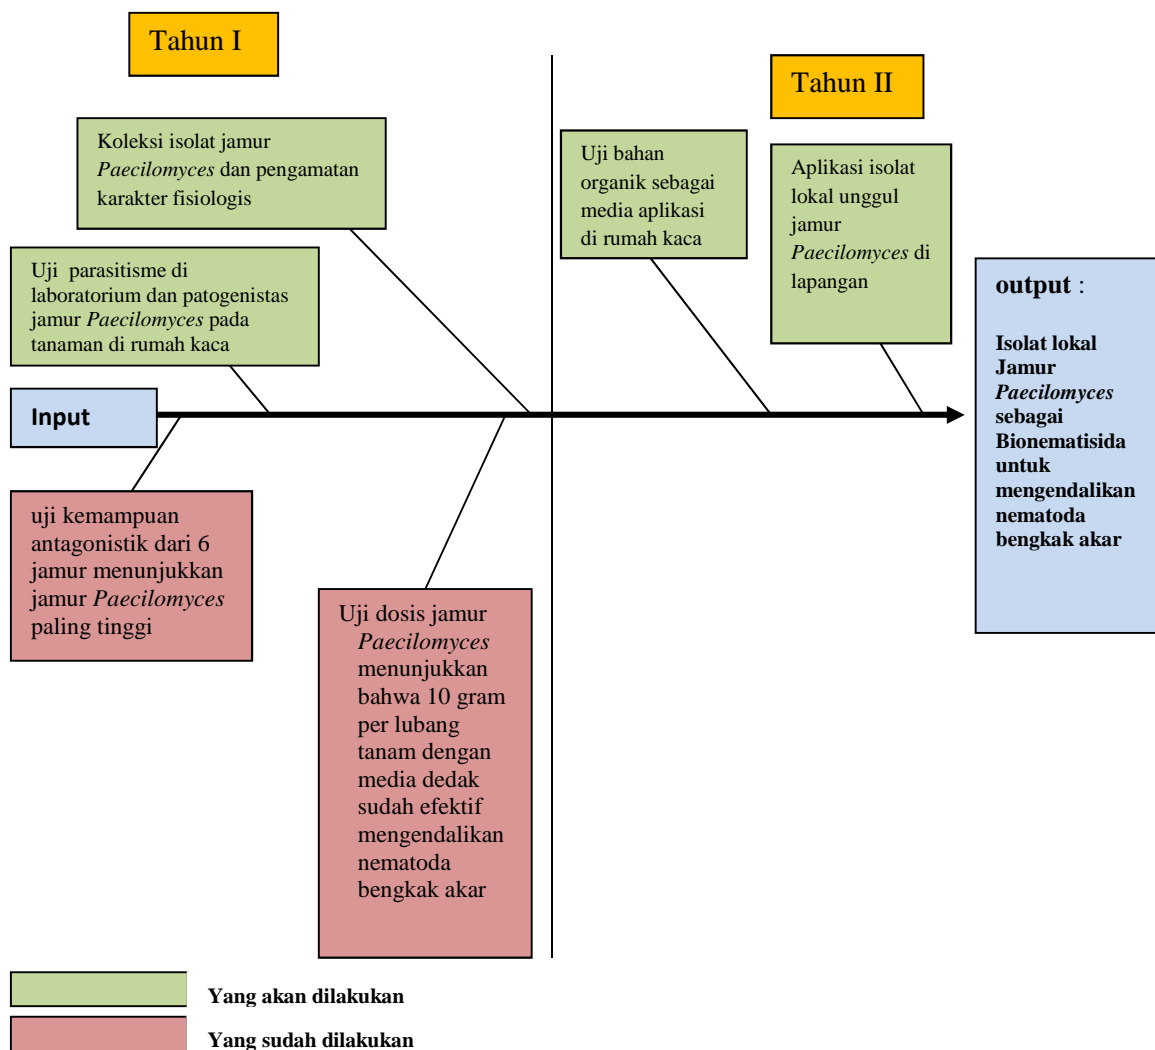 Tahun I
Tahun II
Koleksi isolat jamur
Paecilomyces dan pengamatan
karakter fisiologis
Uji bahan
organik sebagai
media aplikasi
di rumah kaca
Aplikasi isolat
lokal unggul
jamur
Paecilomyces di
lapangan
Uji parasitisme di
laboratorium dan patogenistas
jamur Paecilomyces pada
tanaman di rumah kaca
output :
Isolat lokal
Jamur
Paecilomyces
sebagai
Bionematisida
untuk
mengendalikan
nematoda
bengkak akar
Input
uji kemampuan
antagonistik dari 6
jamur menunjukkan
jamur Paecilomyces
paling tinggi
Uji dosis jamur
Paecilomyces
menunjukkan
bahwa 10 gram
per lubang
tanam dengan
media dedak
sudah efektif
mengendalikan
nematoda
bengkak akar
Yang akan dilakukan
Yang sudah dilakukan